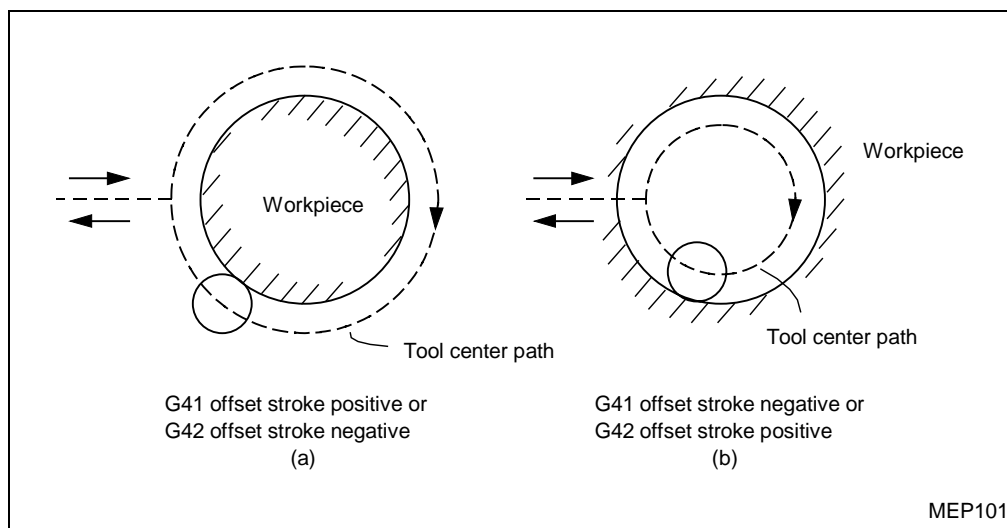 Workpiece
Tool center path
G41 offset stroke positive or
G42 offset stroke negative
(a)
Workpiece
Tool center path
G41 offset stroke negative or
G42 offset stroke positive
(b)
MEP101